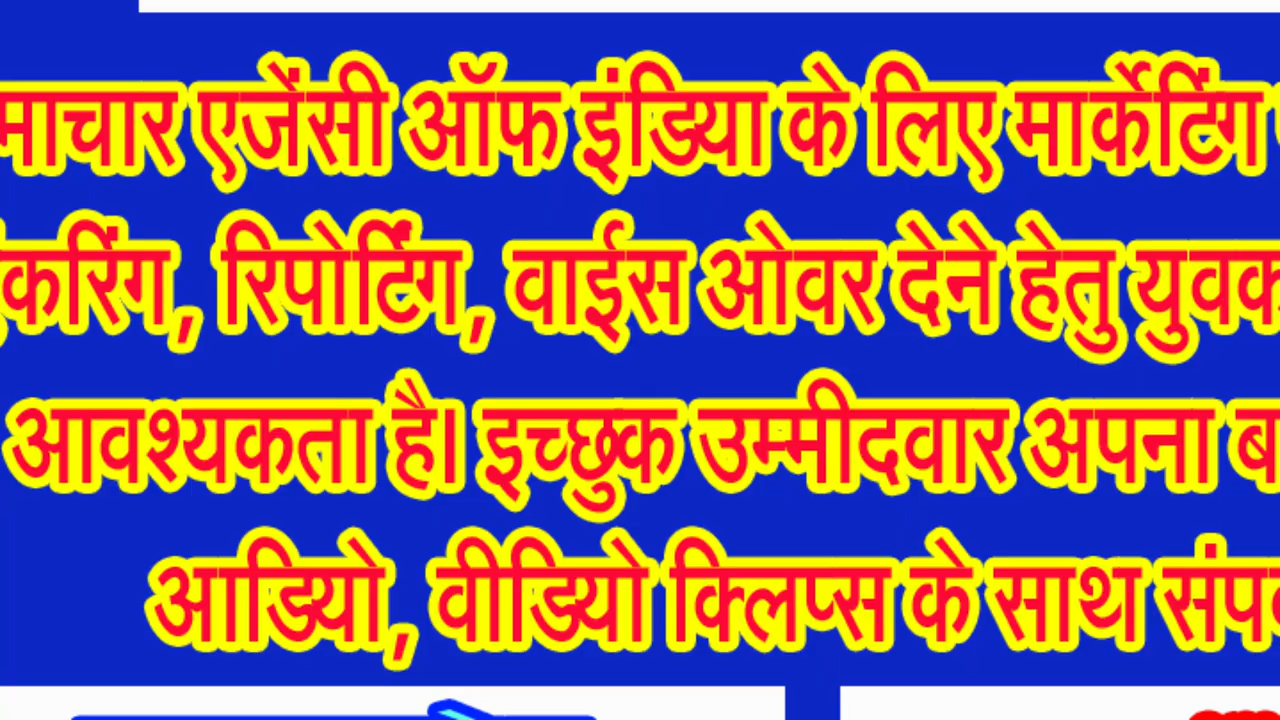 माचार एजेंसी ऑफ इंडिया के लिए मार्केटिंग
करिंग, रिपोर्टिंग, वाईस ओवर देने हेतु युवक
आवश्यकता है। इच्छुक उम्मीदवार अपना ब
आडियो, वीडियो क्लिप्स के साथ संप